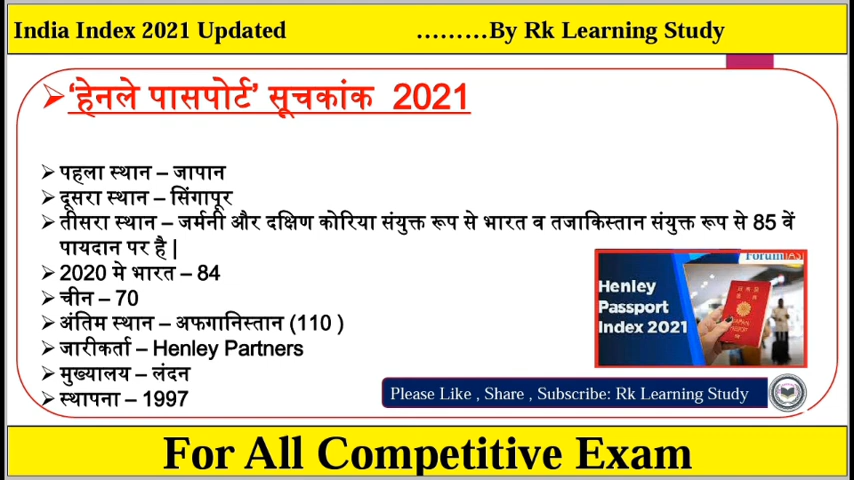 India Index 2021 Updated ………By Rk Learning Study
➢‘हेनले पासपोर्ट’ सूचकांक 2021
➢ पहला स्थान – जापान
➢ दूसरा स्थान – सिंगापूर
➢ तीसरा स्थान – जर्मनी और दक्षिण कोरिया संयुक्त रूप से भारत व तजाकिस्तान संयुक्त रूप से 85 वें
पायदान पर है |
➢ 2020 मे भारत – 84
➢ चीन – 70
➢ अंतिम स्थान – अफगानिस्तान (110 )
➢ जारीकर्ता – Henley Partners
➢ मुख्यालय – लंदन
➢ स्थापना – 1997
ForumIAS
Henley
Passport
Index 2021
Please Like , Share , Subscribe: Rk Learning Study
For All Competitive Exam